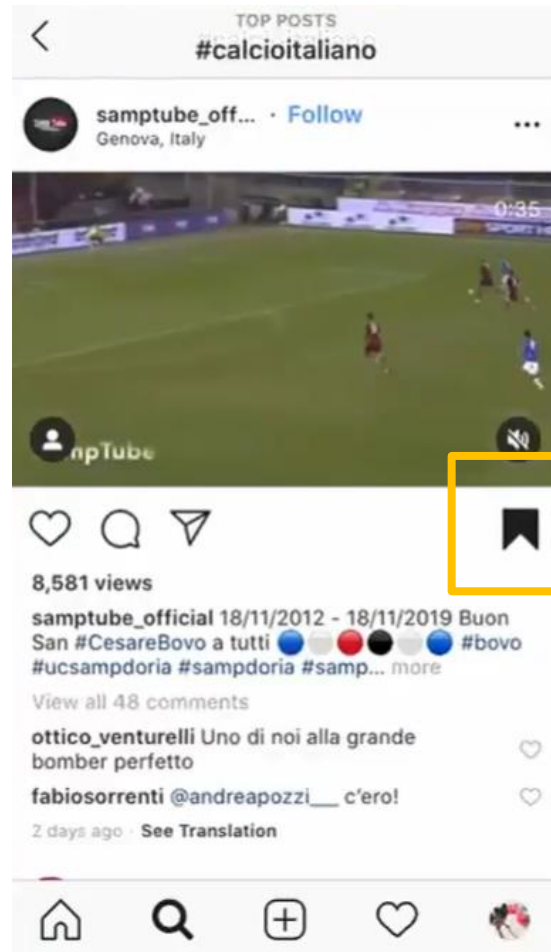 TOP POSTS
#calcioitaliano
samptube_off... · Follow
Genova, Italy
0:35
SPORT
mpTube
8,581 views
samptube_official 18/11/2012 - 18/11/2019 Buon
San #CesareBovo a tutti 🔵⚪🔴⚫⚪🔵 #bovo
#ucsampdoria #sampdoria #samp... more
View all 48 comments
ottico_venturelli Uno di noi alla grande
bomber perfetto
fabiosorrenti @andreapozzi___ c'ero!
2 days ago · See Translation